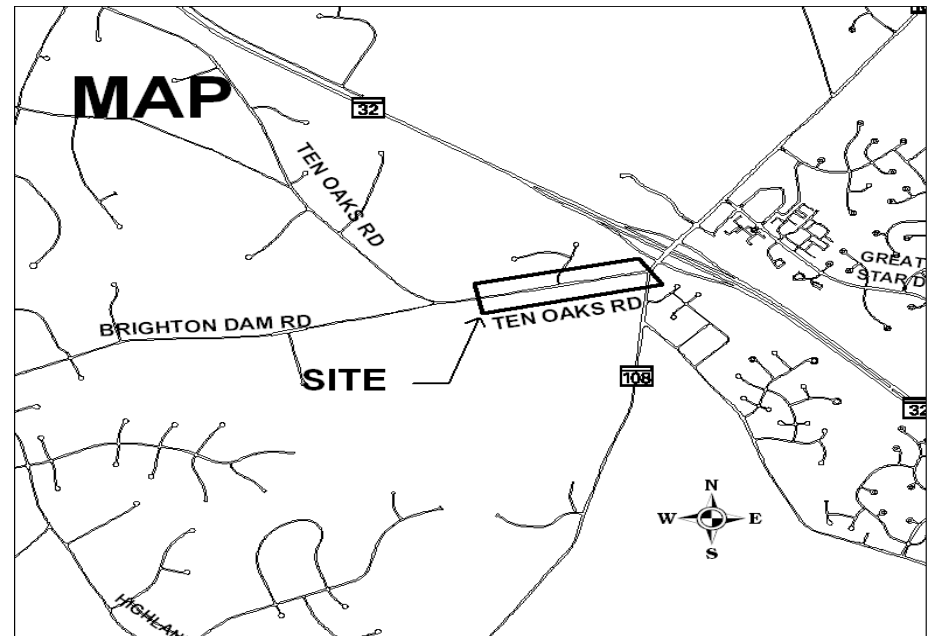 MAP
32
TEN OAKS RD
GREAT
STAR D
BRIGHTON DAM RD
TEN OAKS RD
SITE
108
32
N
W E
S
HIGHLAN